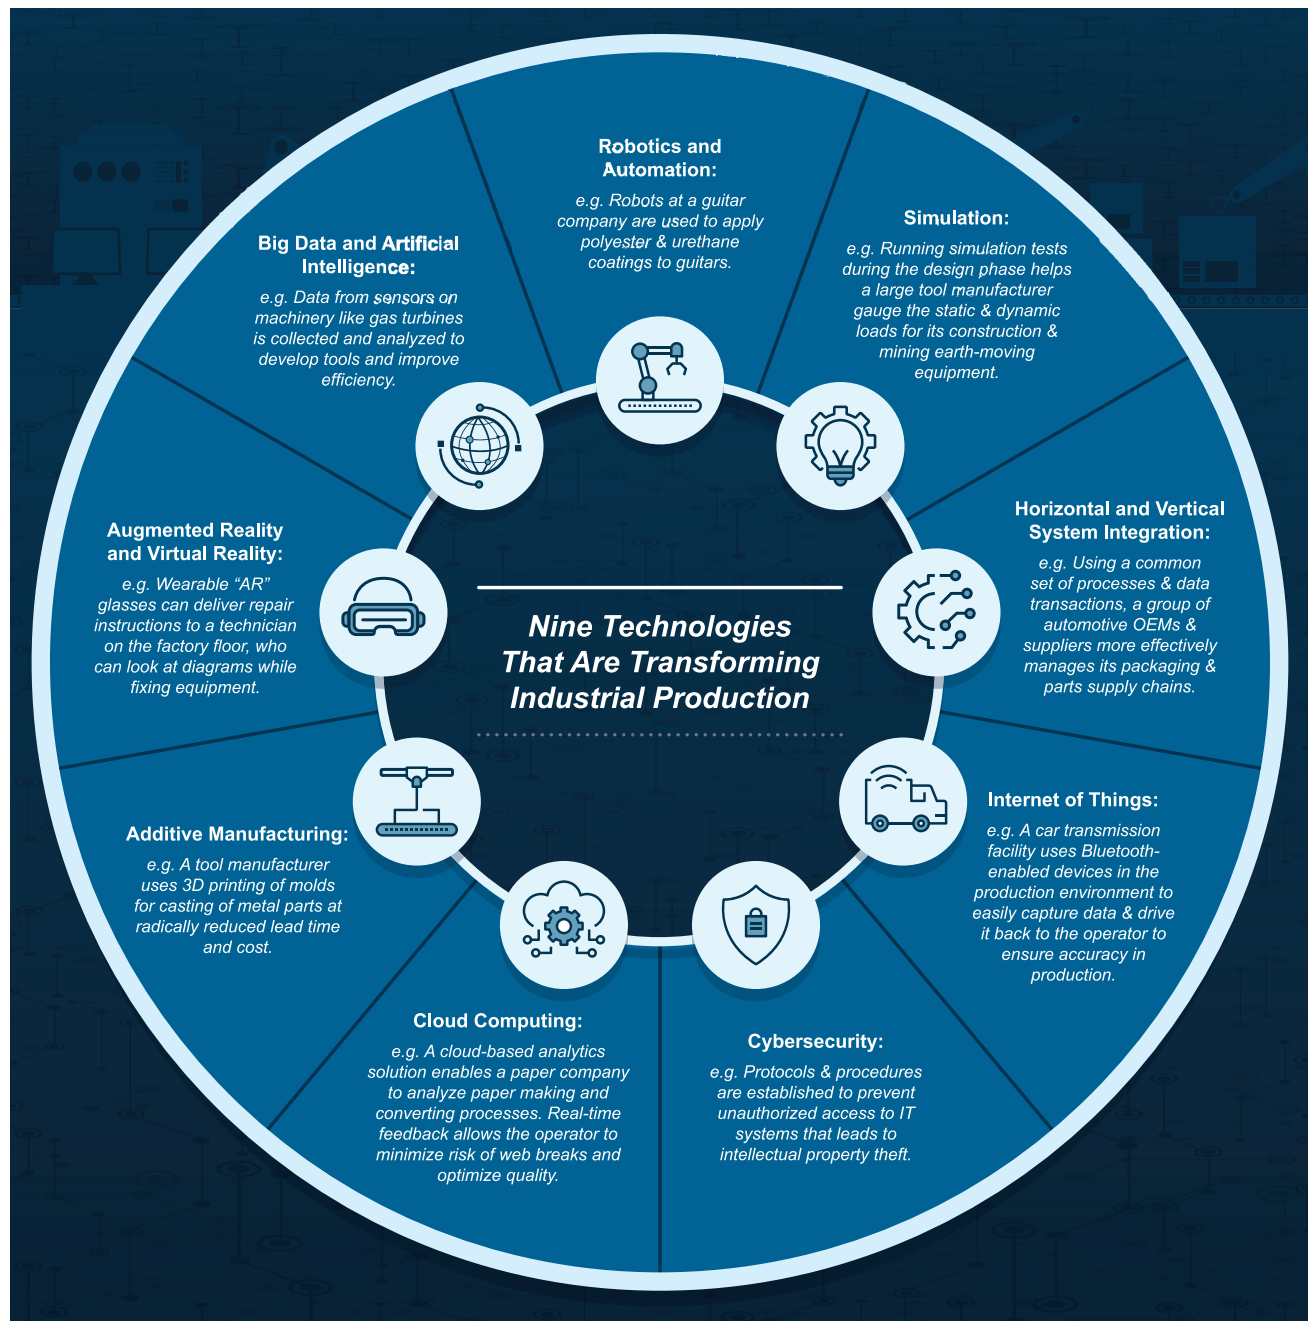 Nine Technologies
That Are Transforming
Industrial Production
Robotics and
Automation:
e.g. Robots at a guitar
company are used to apply
polyester & urethane
coatings to guitars.
Simulation:
e.g. Running simulation tests
during the design phase helps
a large tool manufacturer
gauge the static & dynamic
loads for its construction &
mining earth-moving
equipment.
Horizontal and Vertical
System Integration:
e.g. Using a common
set of processes & data
transactions, a group of
automotive OEMs &
suppliers more effectively
manages its packaging &
parts supply chains.
Internet of Things:
e.g. A car transmission
facility uses Bluetooth-
enabled devices in the
production environment to
easily capture data & drive
it back to the operator to
ensure accuracy in
production.
Cybersecurity:
e.g. Protocols & procedures
are established to prevent
unauthorized access to IT
systems that leads to
intellectual property theft.
Cloud Computing:
e.g. A cloud-based analytics
solution enables a paper company
to analyze paper making and
converting processes. Real-time
feedback allows the operator to
minimize risk of web breaks and
optimize quality.
Additive Manufacturing:
e.g. A tool manufacturer
uses 3D printing of molds
for casting of metal parts at
radically reduced lead time
and cost.
Augmented Reality
and Virtual Reality:
e.g. Wearable “AR”
glasses can deliver repair
instructions to a technician
on the factory floor, who
can look at diagrams while
fixing equipment.
Big Data and Artificial
Intelligence:
e.g. Data from sensors on
machinery like gas turbines
is collected and analyzed to
develop tools and improve
efficiency.